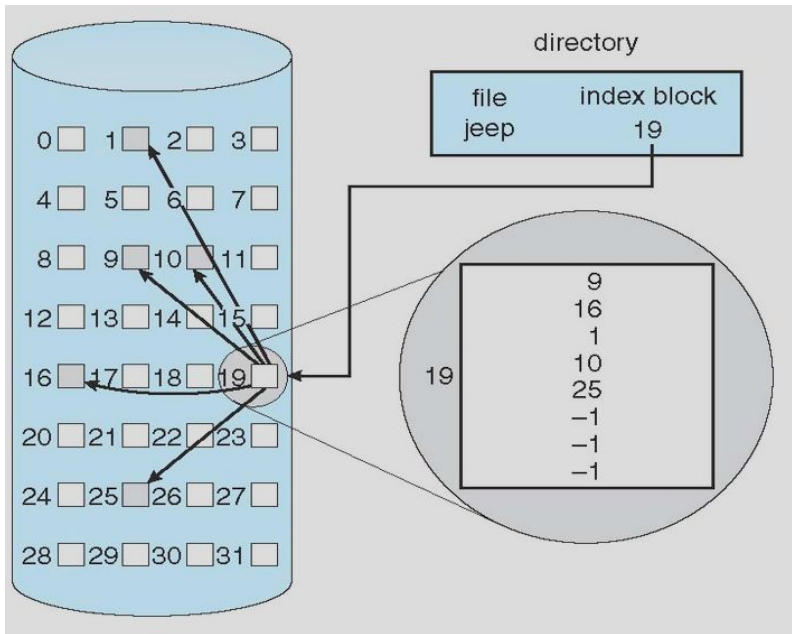 directory
file index block
jeep 19
0 1 2 3
4 5 6 7
8 9 10 11
12 13 14 15
16 17 18 19
20 21 22 23
24 25 26 27
28 29 30 31
19
9
16
1
10
25
–1
–1
–1